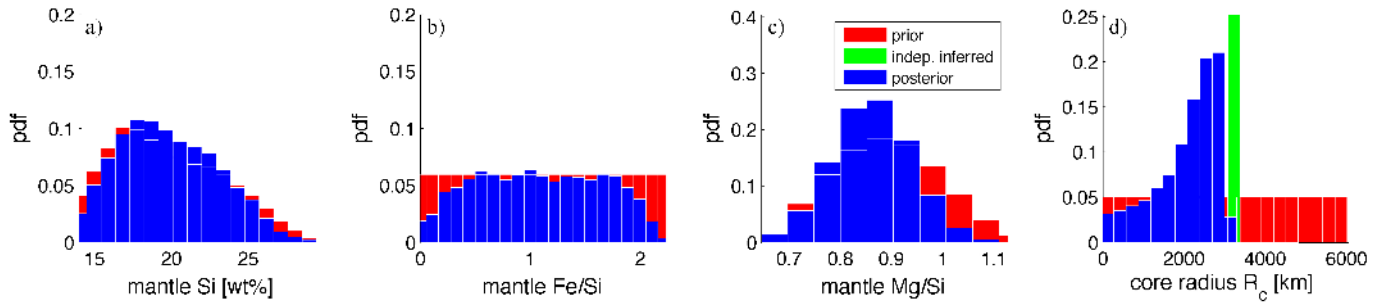 a)
0.2
0.15
0.1
0.05
0
pdf
15 20 25
mantle Si [wt%]
b)
0.2
0.15
0.1
0.05
0
pdf
0 1 2
mantle Fe/Si
c)
0.4
0.3
0.2
0.1
0
pdf
prior
indep. inferred
posterior
0.7 0.8 0.9 1 1.1
mantle Mg/Si
d)
0.25
0.2
0.15
0.1
0.05
0
pdf
0 2000 4000 6000
core radius R_c [km]